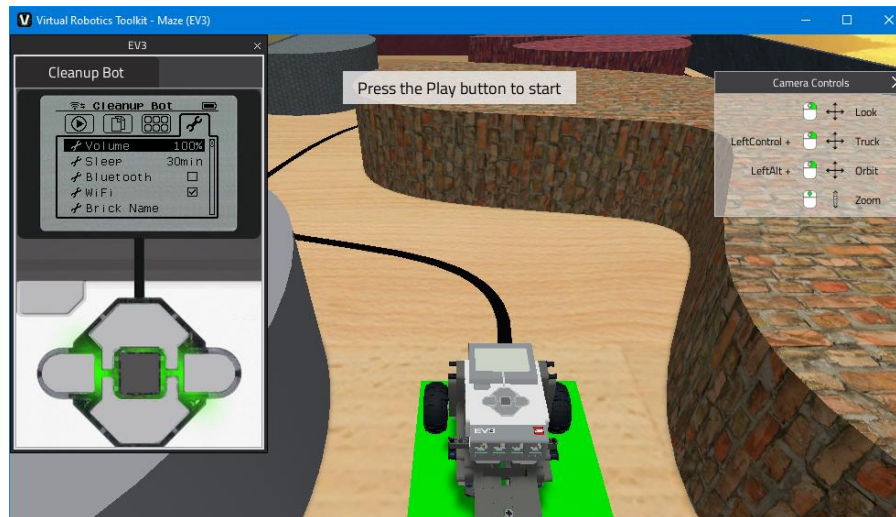 Virtual Robotics Toolkit - Maze (EV3)
EV3
Cleanup Bot
Cleanup Bot
Volume 100%
Sleep 30min
Bluetooth
WiFi
Brick Name
Press the Play button to start
Camera Controls
Look
LeftControl + Truck
LeftAlt + Orbit
Zoom
EV3